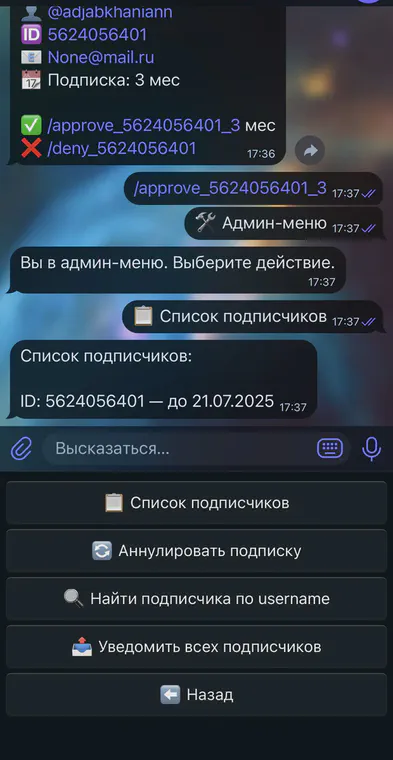 @adjabkhaniann
ID 5624056401
None@mail.ru
17 Подписка: 3 мес
/approve_5624056401_3 мес
/deny_5624056401
17:36
/approve_5624056401_3 17:37
Админ-меню 17:37
Вы в админ-меню. Выберите действие.
17:37
Список подписчиков 17:37
Список подписчиков:
ID: 5624056401 — до 21.07.2025 17:37
Высказаться...
Список подписчиков
Аннулировать подписку
Найти подписчика по username
Уведомить всех подписчиков
Назад